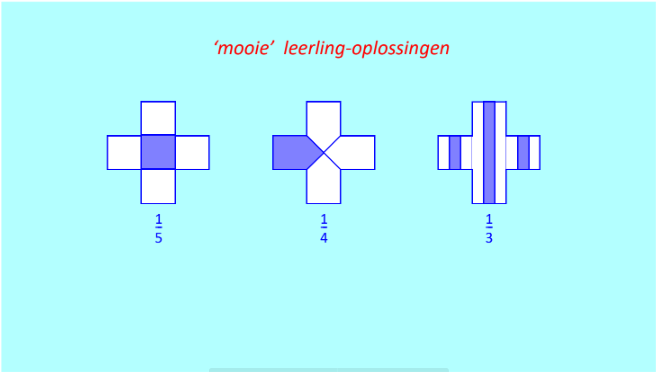 ‘mooie’ leerling-oplossingen
1/5 1/4 1/3